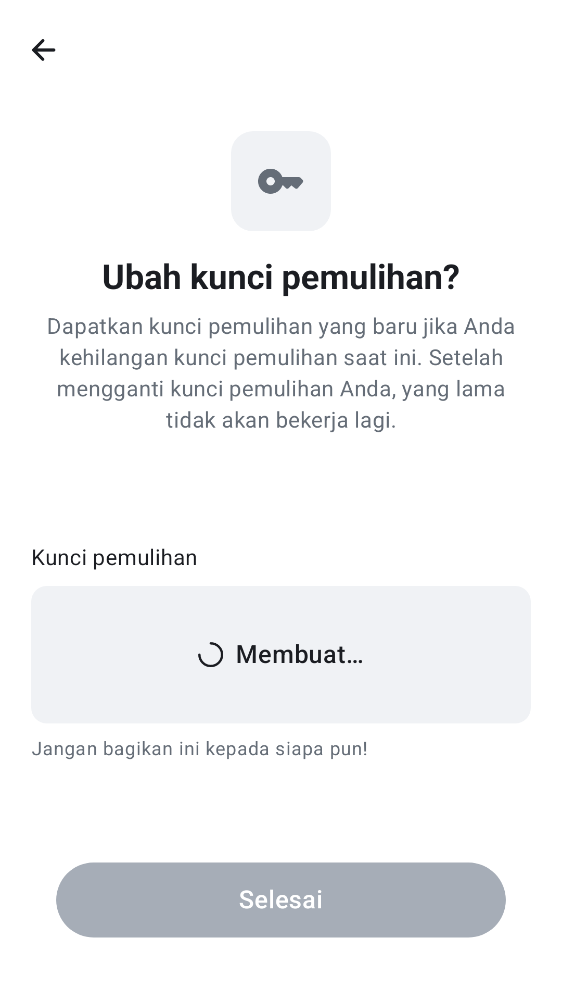 Ubah kunci pemulihan?
Dapatkan kunci pemulihan yang baru jika Anda
kehilangan kunci pemulihan saat ini. Setelah
mengganti kunci pemulihan Anda, yang lama
tidak akan bekerja lagi.
Kunci pemulihan
Membuat…
Jangan bagikan ini kepada siapa pun!
Selesai